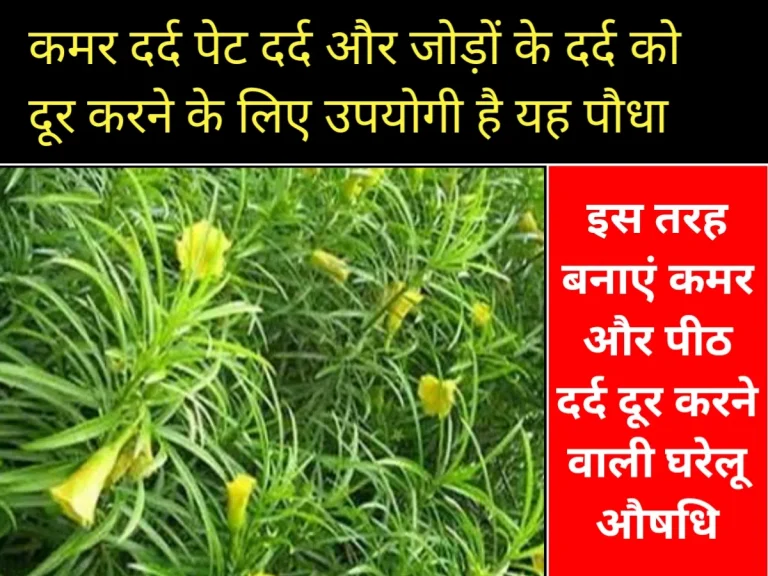 कमर दर्द पेट दर्द और जोड़ों के दर्द को
दूर करने के लिए उपयोगी है यह पौधा
इस तरह
बनाएं कमर
और पीठ
दर्द दूर करने
वाली घरेलू
औषधि